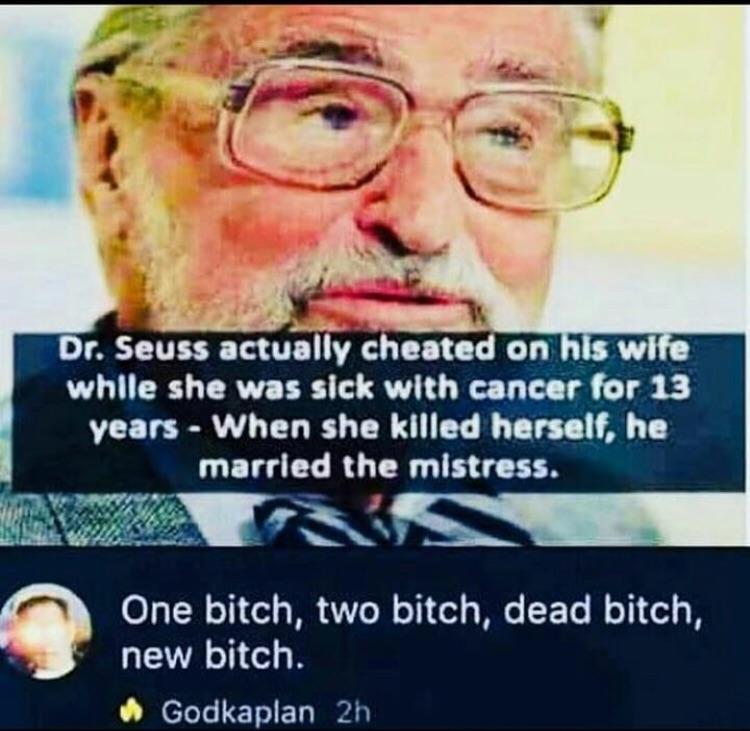 Dr. Seuss actually cheated on his wife
while she was sick with cancer for 13
years - When she killed herself, he
married the mistress.
One bitch, two bitch, dead bitch,
new bitch.
Godkaplan 2h